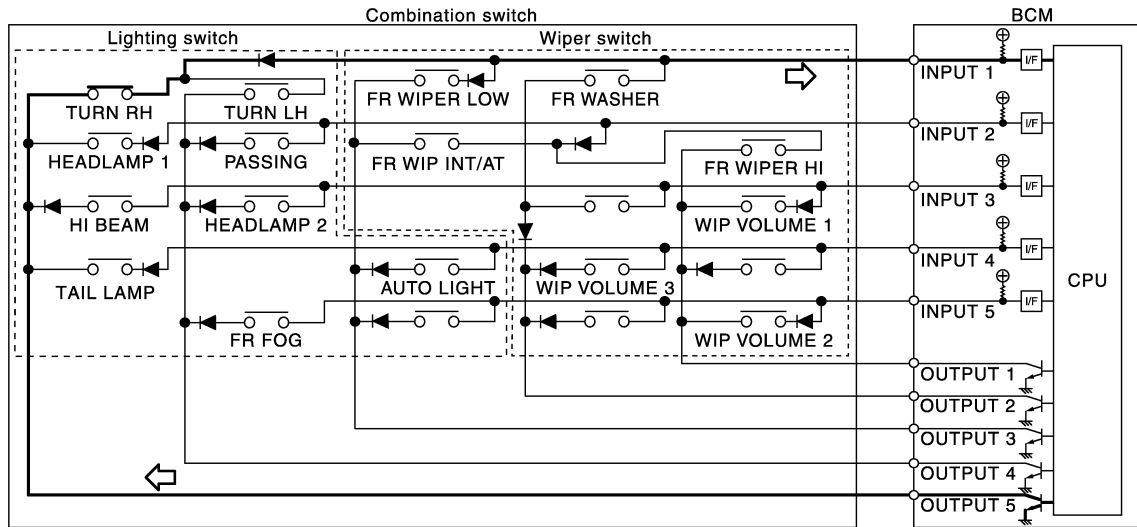 Combination switch
BCM
Lighting switch
Wiper switch
INPUT 1
I/F
TURN RH
TURN LH
FR WIPER LOW
FR WASHER
INPUT 2
I/F
HEADLAMP 1
PASSING
FR WIP INT/AT
FR WIPER HI
INPUT 3
I/F
HI BEAM
HEADLAMP 2
WIP VOLUME 1
INPUT 4
I/F
TAIL LAMP
AUTO LIGHT
WIP VOLUME 3
CPU
INPUT 5
I/F
FR FOG
WIP VOLUME 2
OUTPUT 1
OUTPUT 2
OUTPUT 3
OUTPUT 4
OUTPUT 5